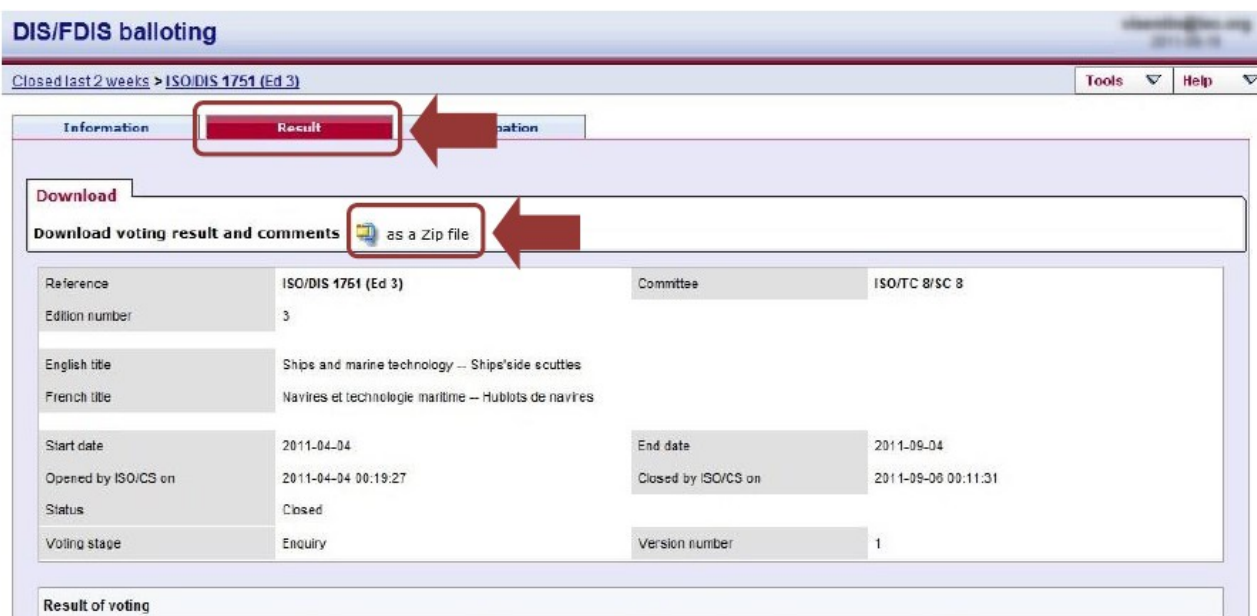 DIS/FDIS balloting
Closed last 2 weeks > ISO/DIS 1751 (Ed 3)
Tools Help
Information Result pation
Download
Download voting result and comments as a Zip file
Reference ISO/DIS 1751 (Ed 3) Committee ISO/TC 8/SC 8
Edition number 3
English title Ships and marine technology -- Ships'side scuttles
French title Navires et technologie maritime -- Hublots de navires
Start date 2011-04-04 End date 2011-09-04
Opened by ISO/CS on 2011-04-04 00:19:27 Closed by ISO/CS on 2011-09-06 00:11:31
Status Closed
Voting stage Enquiry Version number 1
Result of voting